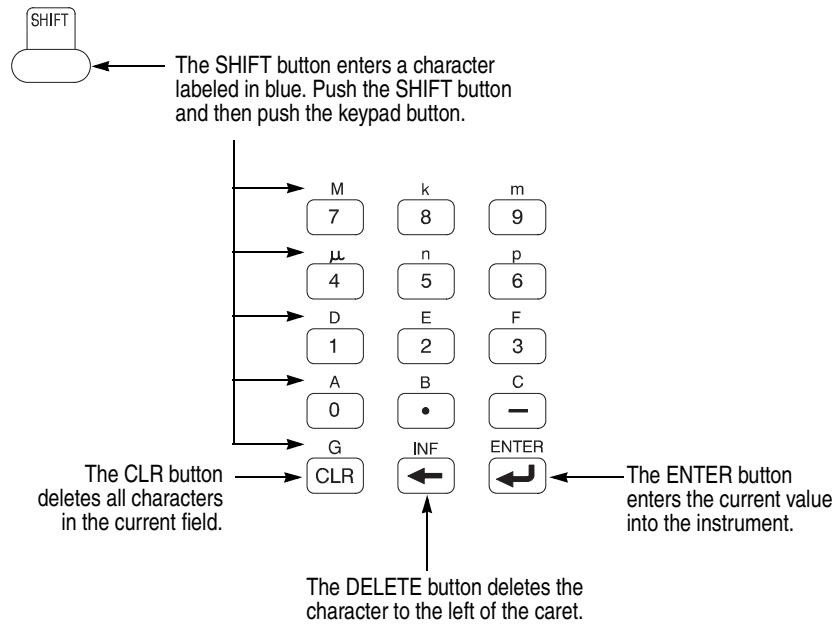 SHIFT
The SHIFT button enters a character
labeled in blue. Push the SHIFT button
and then push the keypad button.
M k m
7 8 9
μ n p
4 5 6
D E F
1 2 3
A B C
0 • −
G INF ENTER
CLR
The CLR button
deletes all characters
in the current field.
The ENTER button
enters the current value
into the instrument.
The DELETE button deletes the
character to the left of the caret.